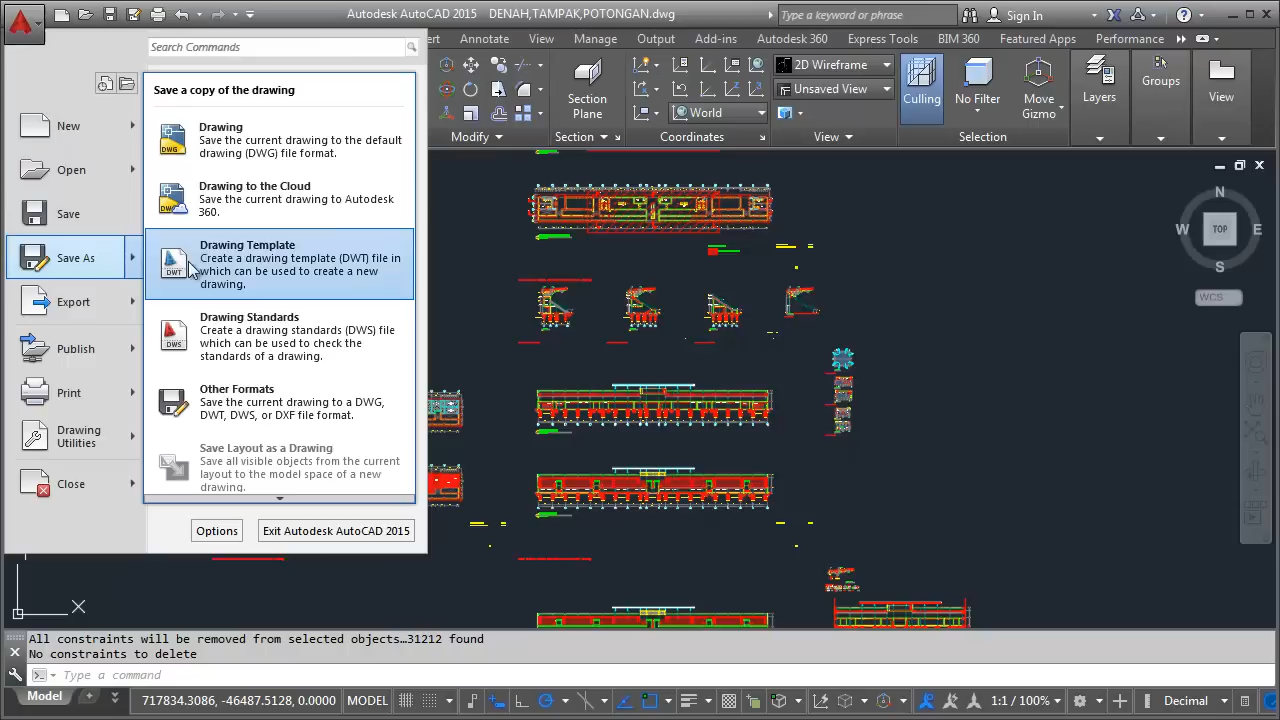 Autodesk AutoCAD 2015 DENAH,TAMPAK,POTONGAN.dwg
Type a keyword or phrase
Sign In
Annotate View Manage Output Add-ins Autodesk 360 Express Tools BIM 360 Featured Apps Performance
Search Commands
Save a copy of the drawing
New
Open
Save
Save As
Export
Publish
Print
Drawing
Utilities
Close
DWG
Drawing
Save the current drawing to the default
drawing (DWG) file format.
DWG
Drawing to the Cloud
Save the current drawing to Autodesk
360.
DWT
Drawing Template
Create a drawing template (DWT) file in
which can be used to create a new
drawing.
DWS
Drawing Standards
Create a drawing standards (DWS) file
which can be used to check the
standards of a drawing.
Other Formats
Save the current drawing to a DWG,
DWT, DWS, or DXF file format.
Save Layout as a Drawing
Save all visible objects from the current
layout to the model space of a new
drawing.
Options
Exit Autodesk AutoCAD 2015
Modify
Section
Plane
Section
World
Coordinates
2D Wireframe
Unsaved View
View
Culling
No Filter
Move
Gizmo
Selection
Layers
Groups
View
N
W
TOP
S
WCS
All constraints will be removed from selected objects…31212 found
No constraints to delete
Type a command
Model
717834.3086, -46487.5128, 0.0000
MODEL
1:1 / 100%
Decimal